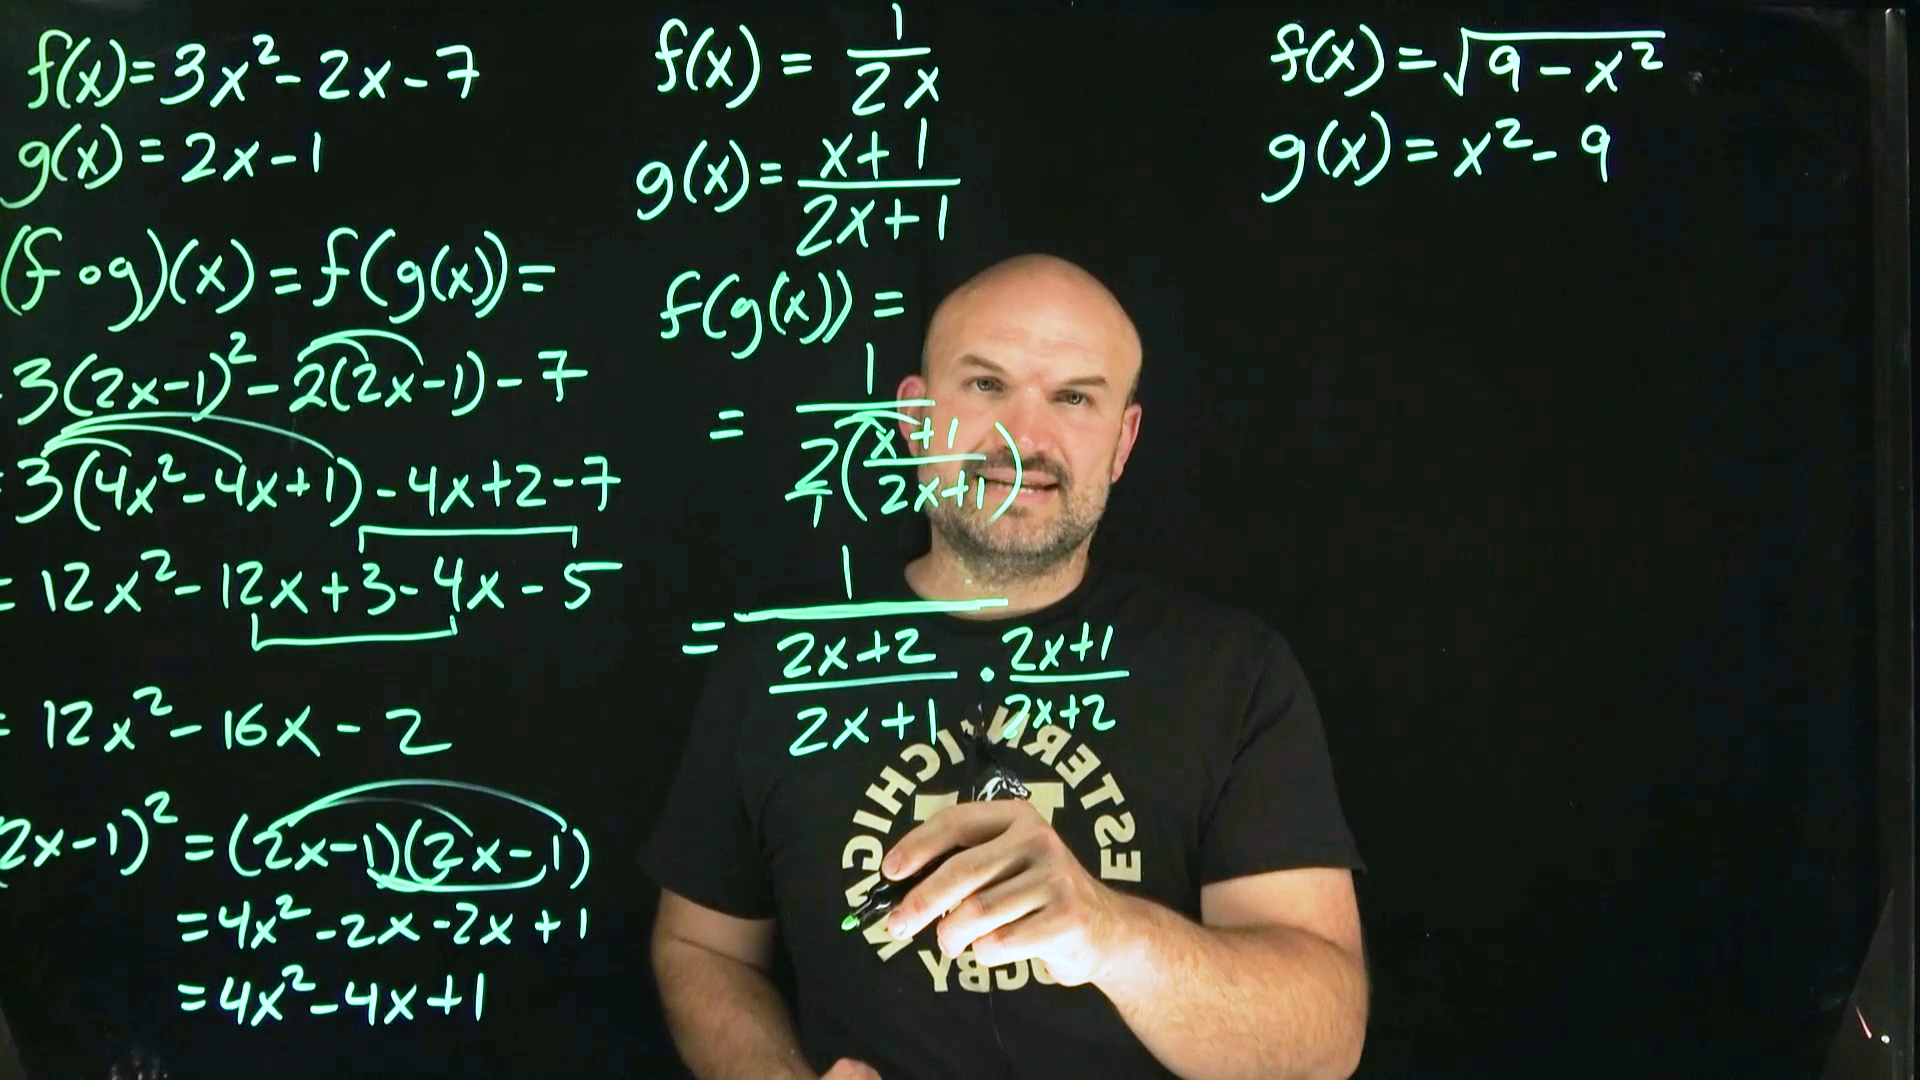 f(x)=3x²-2x-7
g(x)=2x-1
(f∘g)(x)=f(g(x))=
3(2x-1)²-2(2x-1)-7
=3(4x²-4x+1)-4x+2-7
=12x²-12x+3-4x-5
=12x²-16x-2
(2x-1)²=(2x-1)(2x-1)
=4x²-2x-2x+1
=4x²-4x+1
f(x)=1/2x
g(x)=x+1/2x+1
f(g(x))=
=1/(2/1(x+1/2x+1))
=1/(2x+2/2x+1)·2x+1/2x+2
f(x)=√9-x²
g(x)=x²-9